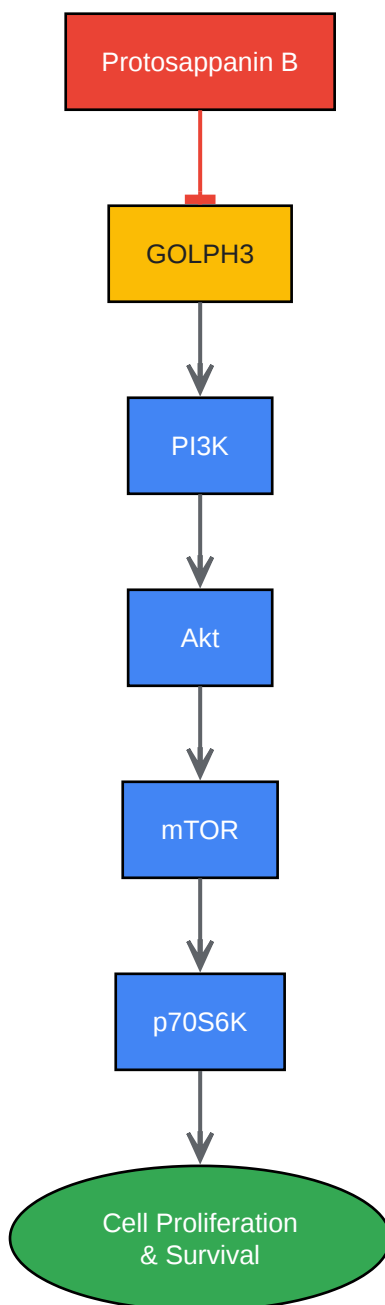 Protosappanin B
GOLPH3
PI3K
Akt
mTOR
p70S6K
Cell Proliferation
& Survival